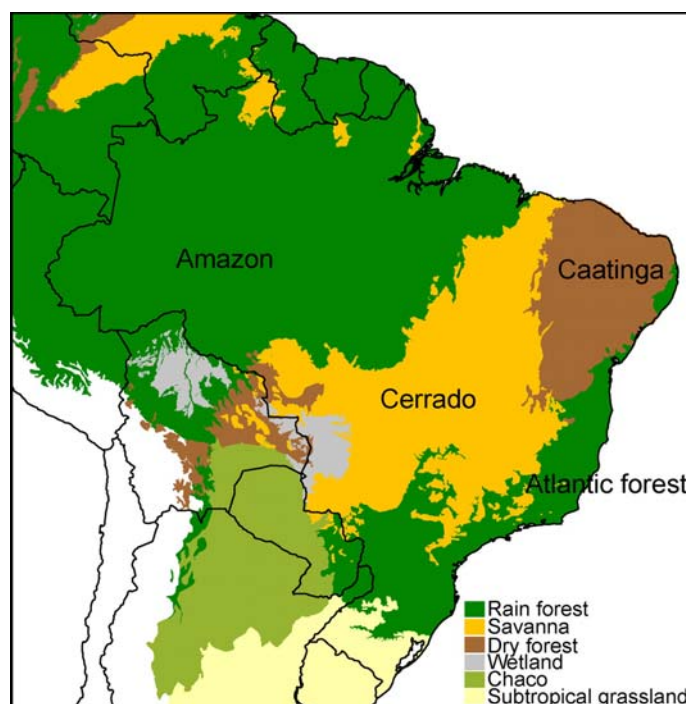 Amazon
Caatinga
Cerrado
Atlantic forest
Rain forest
Savanna
Dry forest
Wetland
Chaco
Subtropical grassland